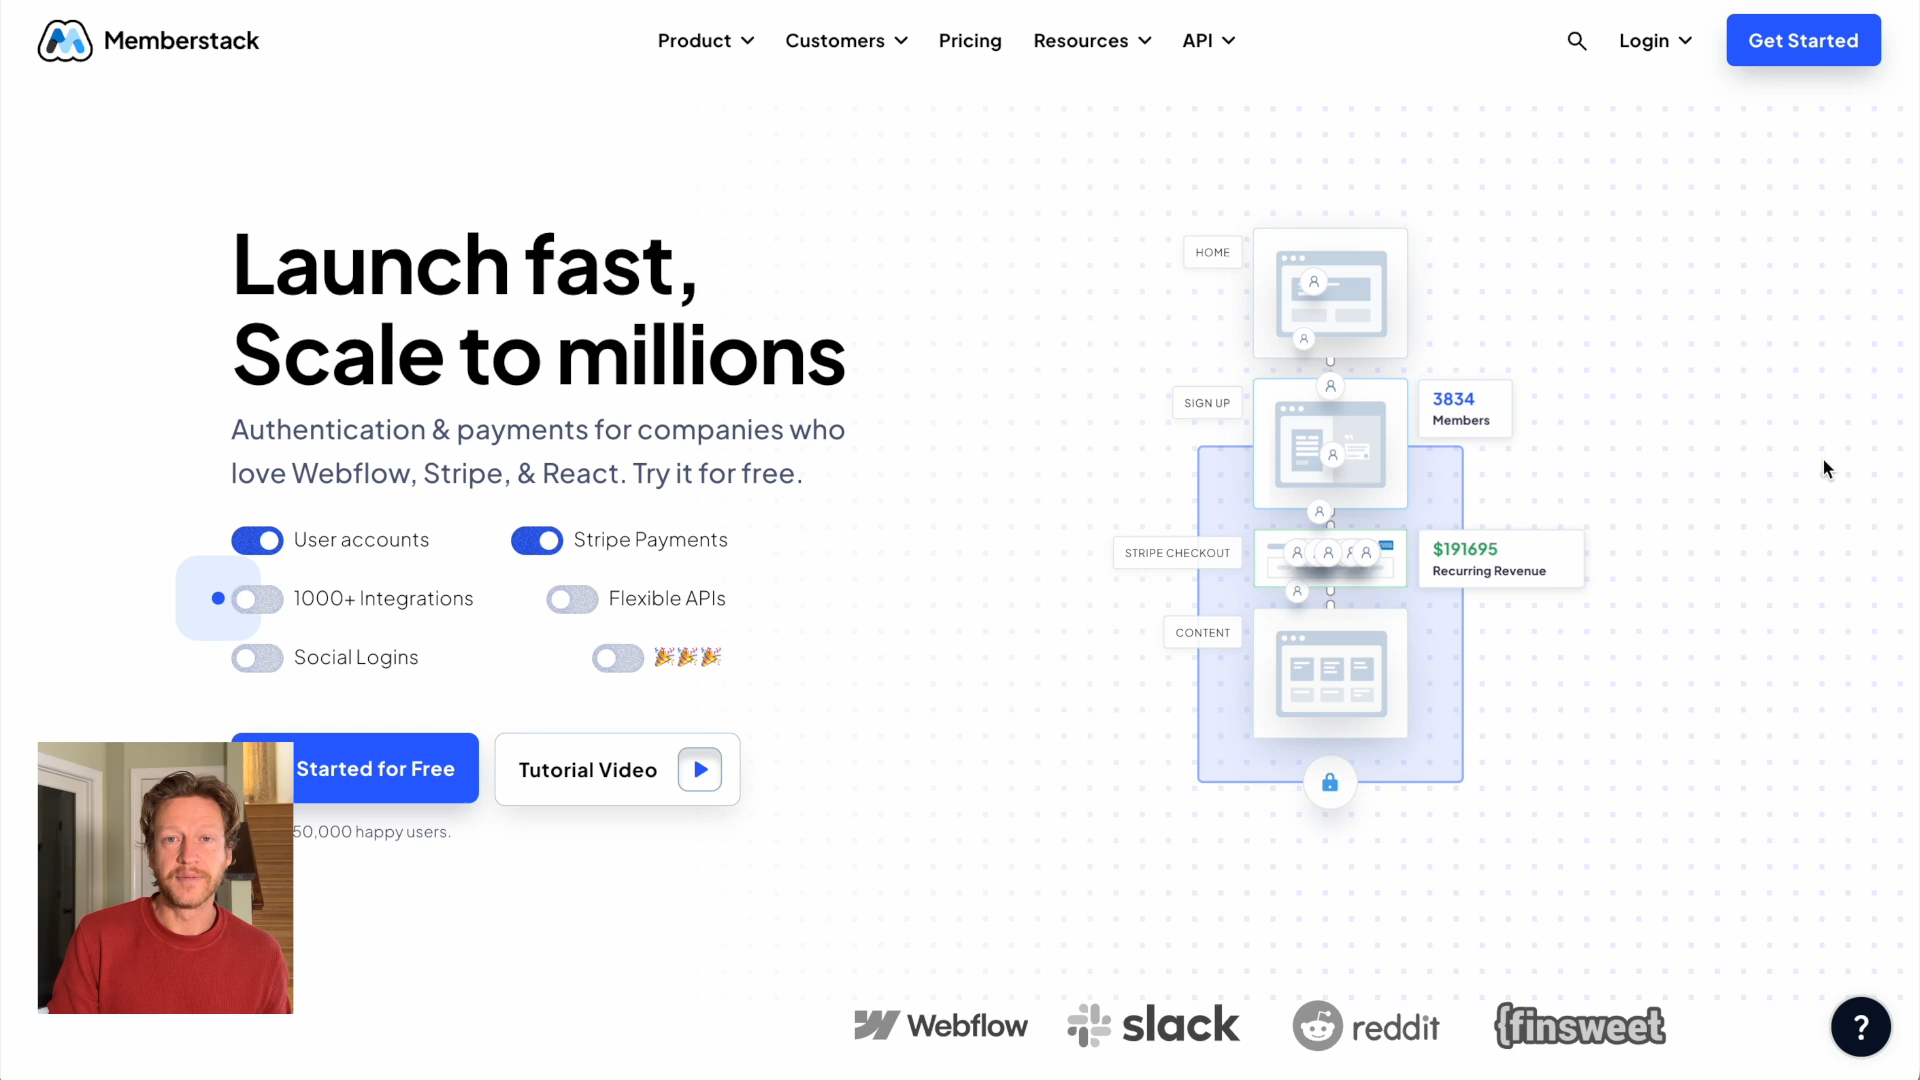 Memberstack
Product
Customers
Pricing
Resources
API
Login
Get Started
Launch fast,
Scale to millions
Authentication & payments for companies who
love Webflow, Stripe, & React. Try it for free.
User accounts
Stripe Payments
1000+ Integrations
Flexible APIs
Social Logins
Started for Free
Tutorial Video
50,000 happy users.
HOME
SIGN UP
3834
Members
STRIPE CHECKOUT
$191695
Recurring Revenue
CONTENT
Webflow
slack
reddit
{finsweet
?